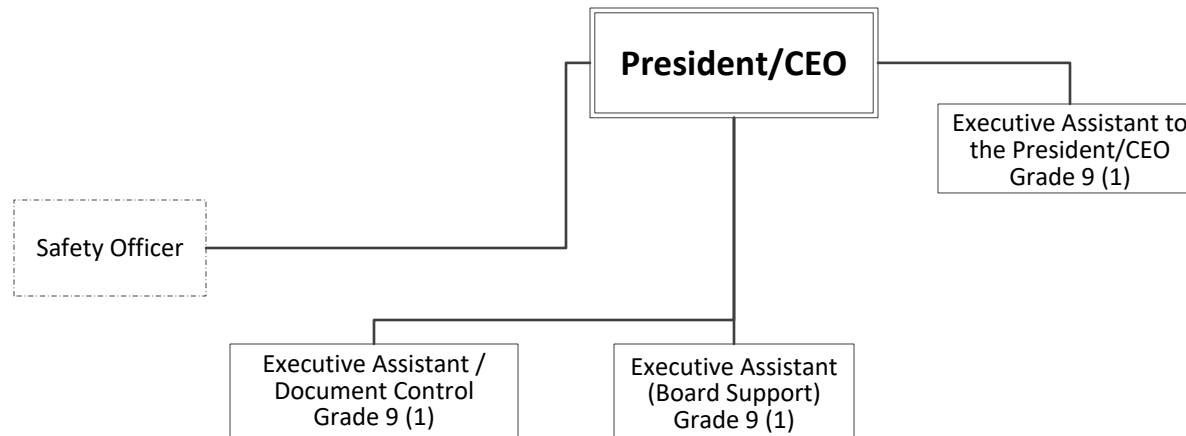 President/CEO
Executive Assistant to
the President/CEO
Grade 9 (1)
Safety Officer
Executive Assistant /
Document Control
Grade 9 (1)
Executive Assistant
(Board Support)
Grade 9 (1)